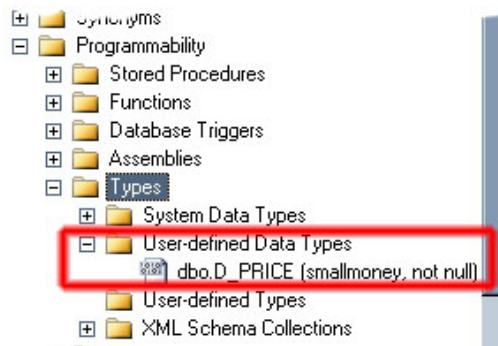 Synonyms
Programmability
Stored Procedures
Functions
Database Triggers
Assemblies
Types
System Data Types
User-defined Data Types
dbo.D_PRICE (smallmoney, not null)
User-defined Types
XML Schema Collections